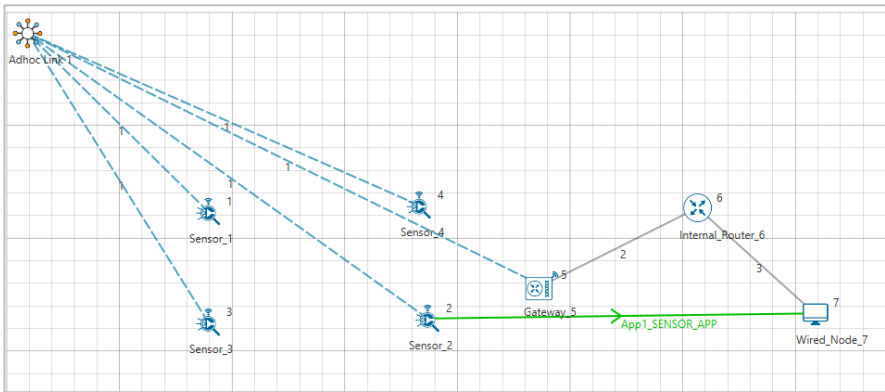 Adhoc Link 1
1
1
1
1
1
1
Sensor_1
4
Sensor_4
6
Internal_Router_6
5
Gateway_5
2
3
3
Sensor_3
2
Sensor_2
App1_SENSOR_APP
7
Wired_Node_7